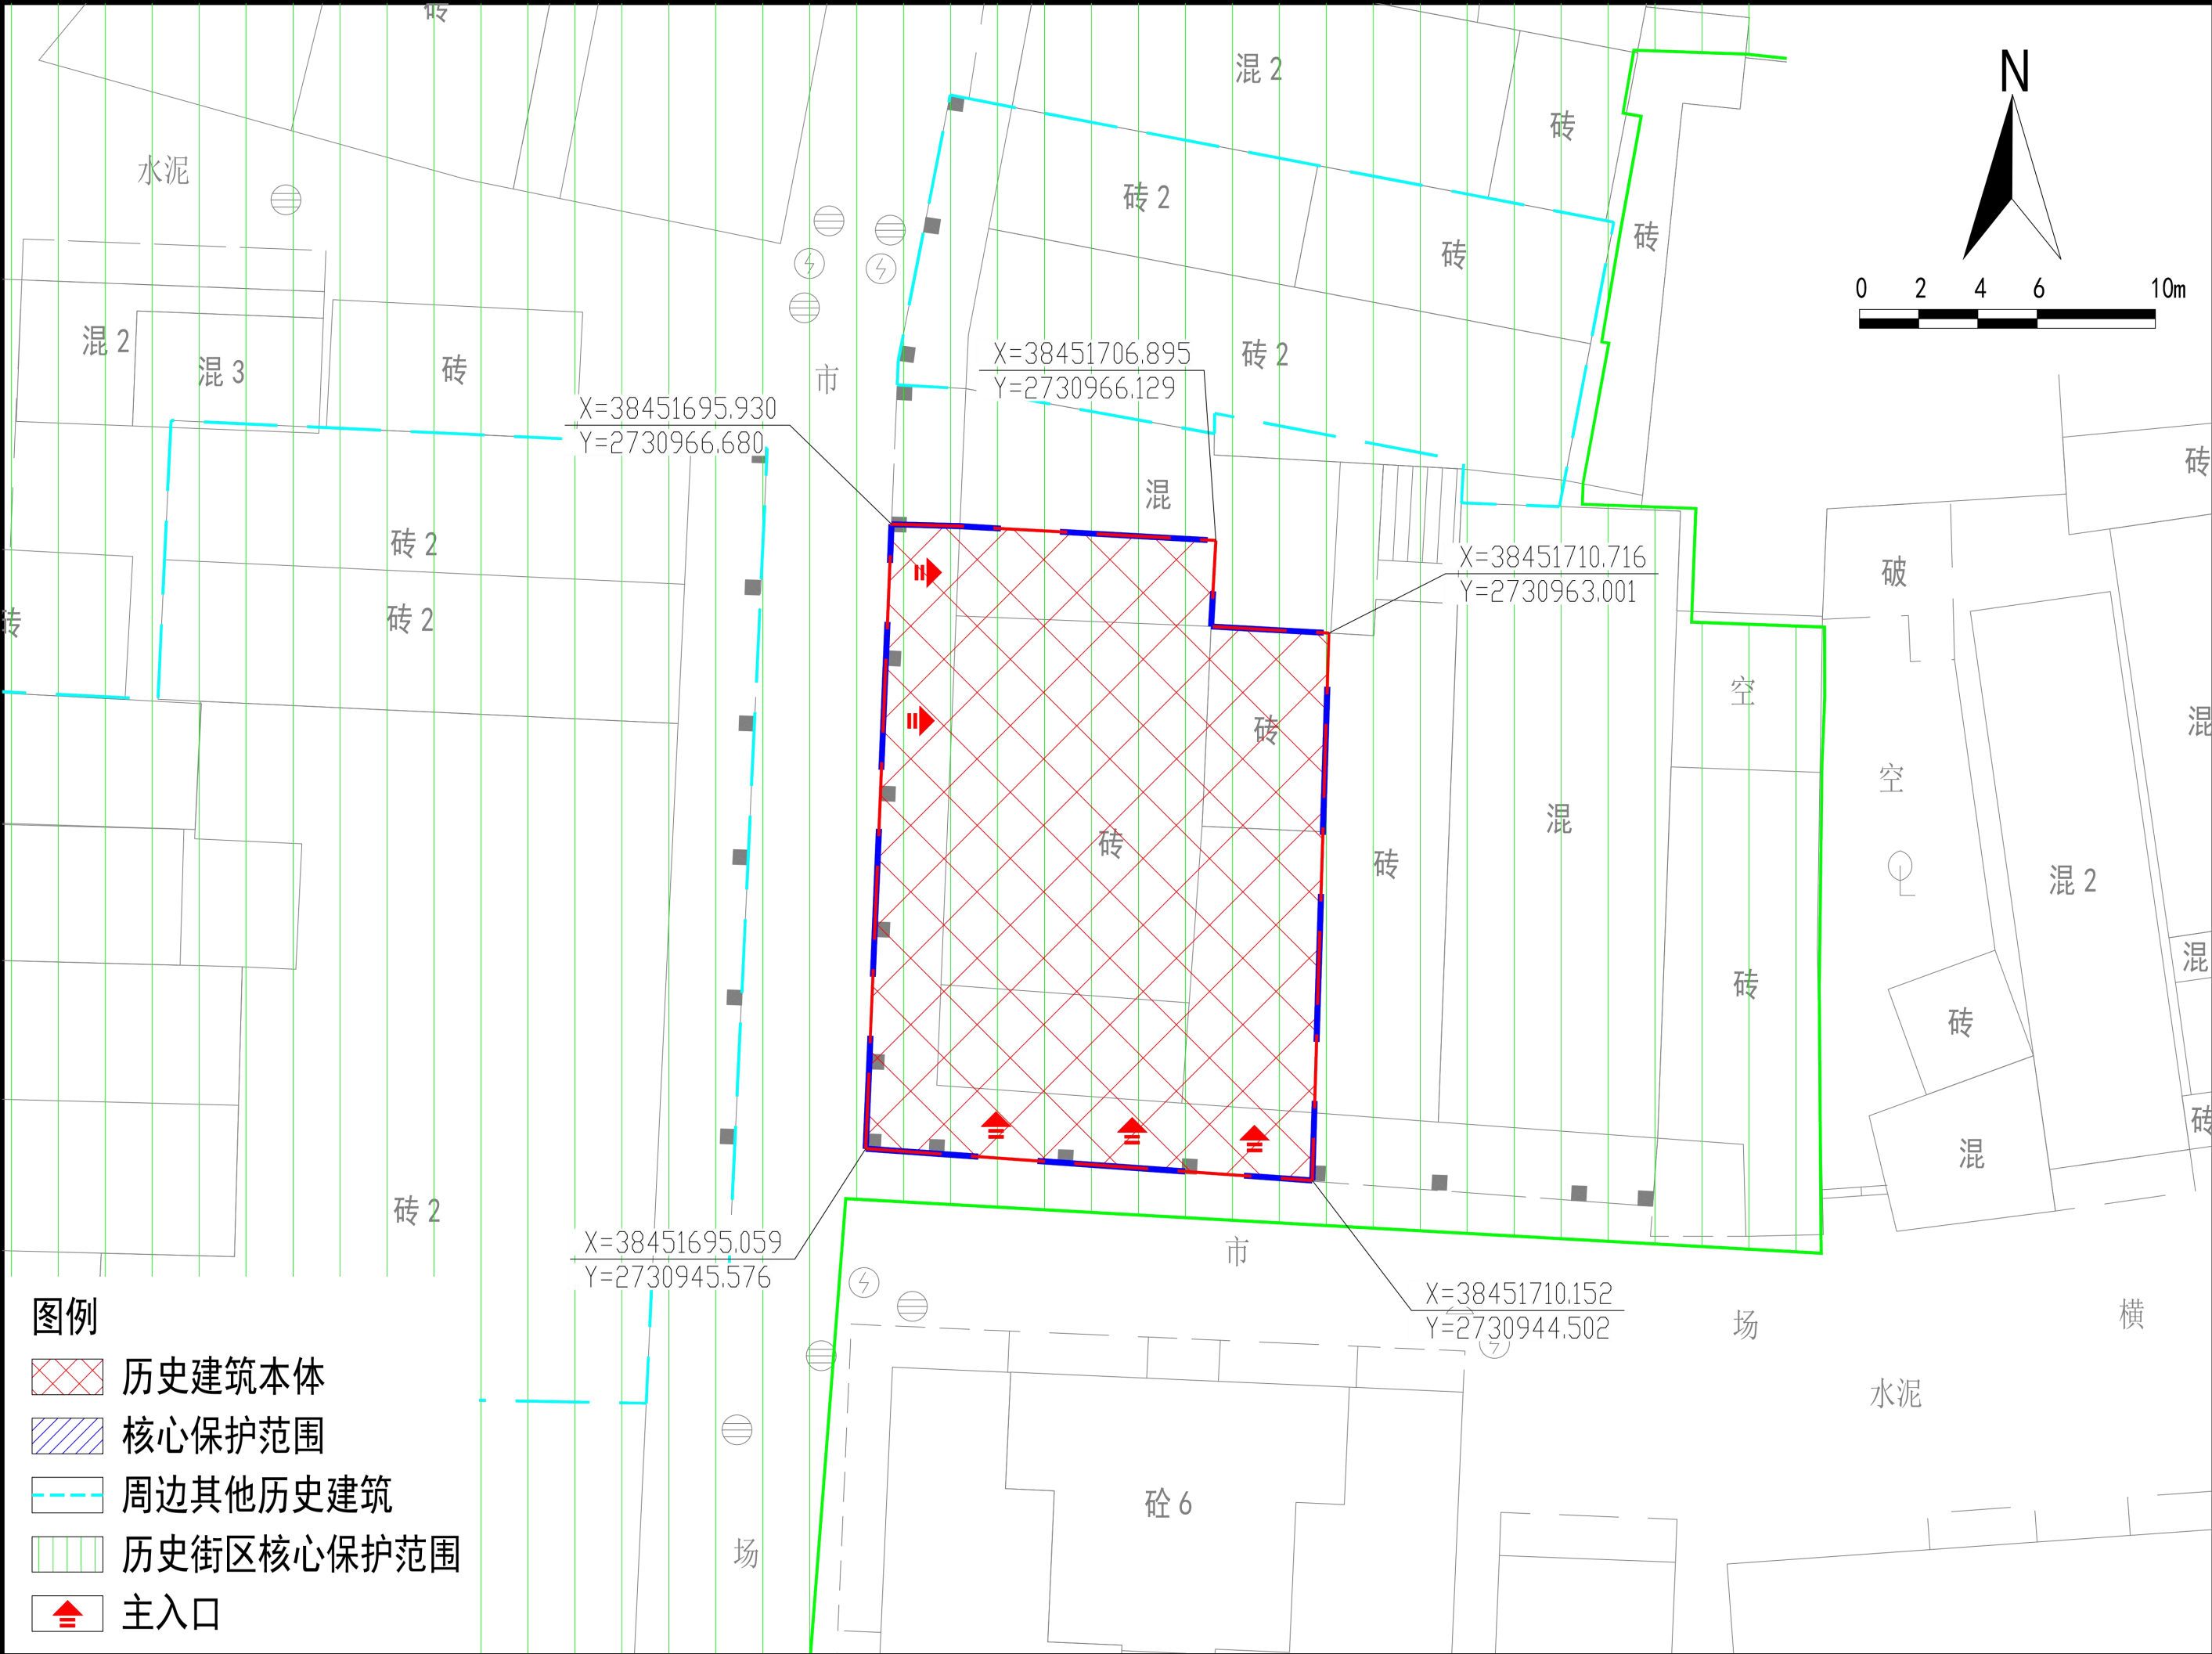 砖
混 2
N
砖
水泥
砖 2
砖
砖
0 2 4 6 10m
混 2
混 3
砖
市
X=38451706.895
Y=2730966.129
砖 2
X=38451695.930
Y=2730966.680
砖
混
砖 2
X=38451710.716
Y=2730963.001
破
砖 2
砖
空
砖
混
空
砖
混
砖
混 2
混
砖
砖
砖
混
砖 2
X=38451695.059
Y=2730945.576
市
X=38451710.152
Y=2730944.502
场
横
水泥
砼 6
场
图例
历史建筑本体
核心保护范围
周边其他历史建筑
历史街区核心保护范围
主入口